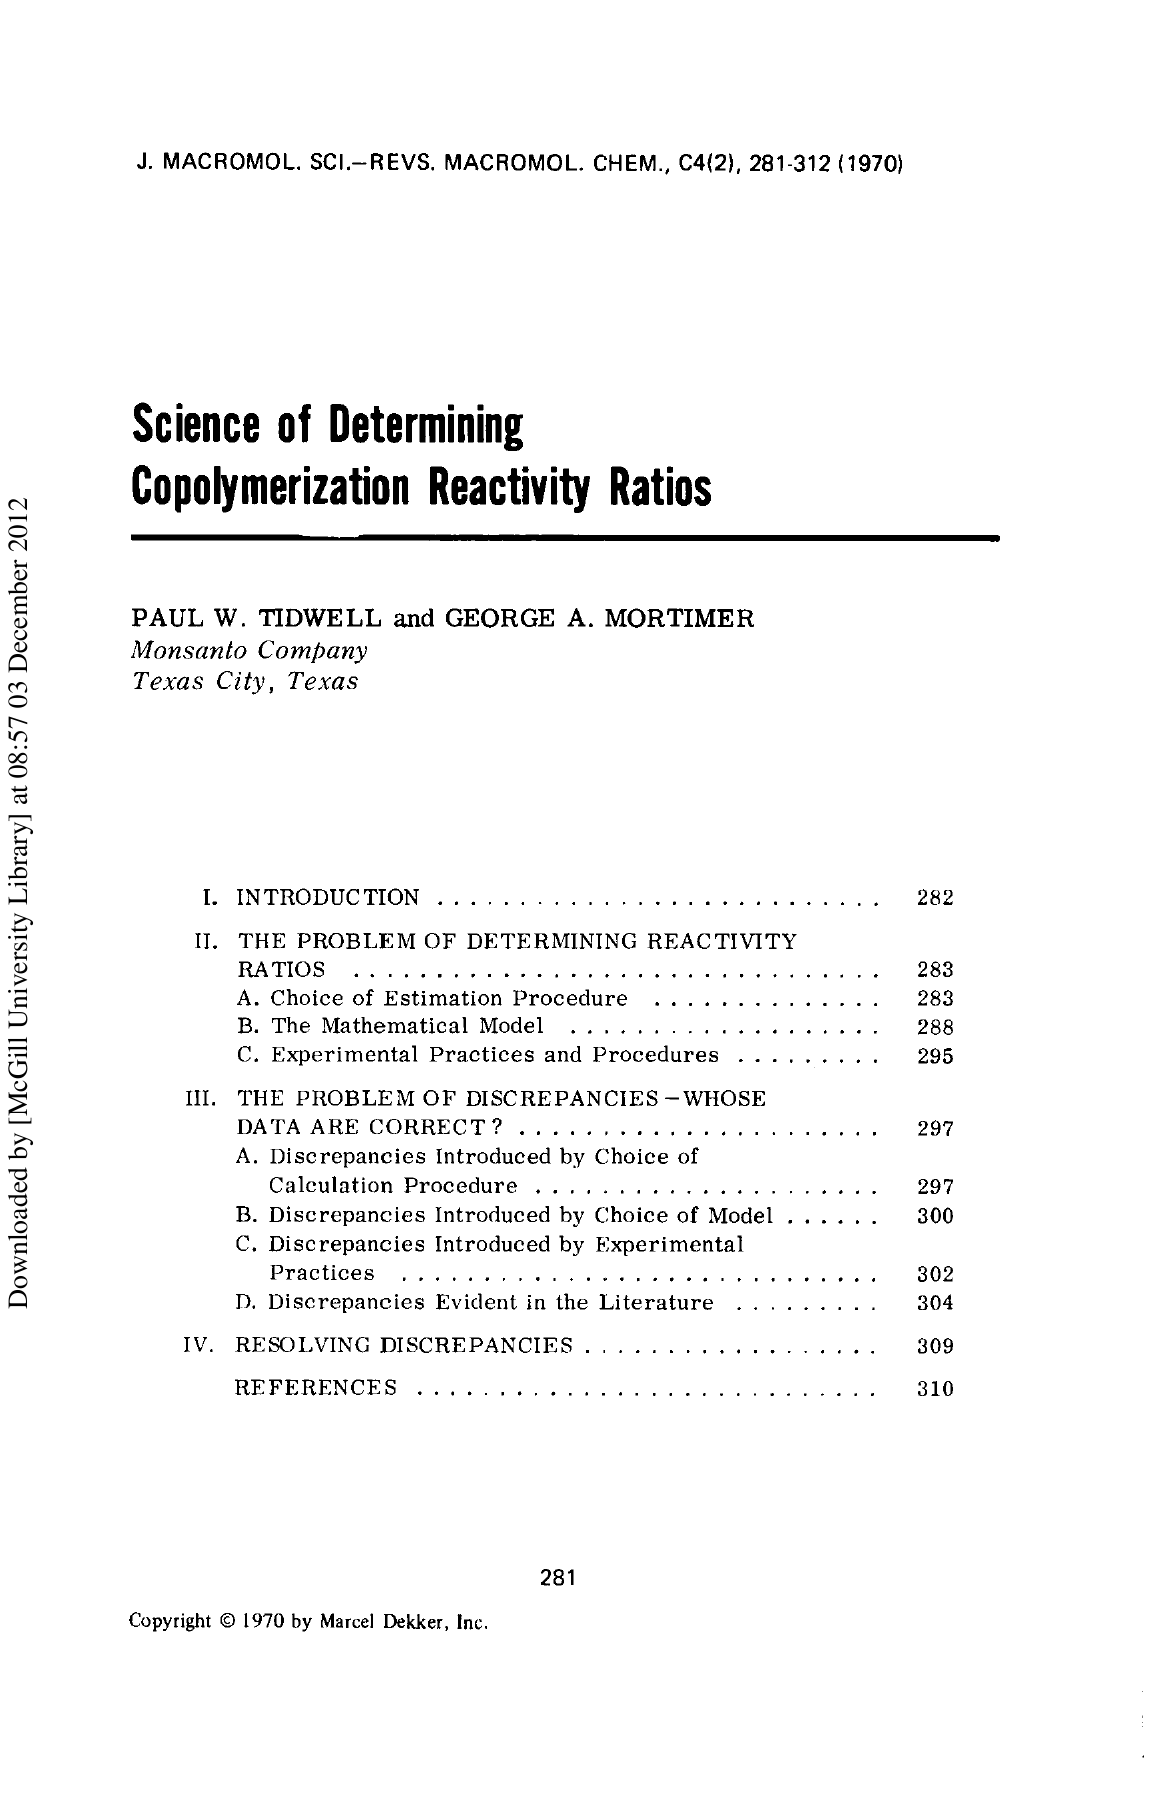 J. MACROMOL. SCI.–REVS. MACROMOL. CHEM., C4(2), 281-312 (1970)
Science of Determining
Copolymerization Reactivity Ratios
PAUL W. TIDWELL and GEORGE A. MORTIMER
Monsanto Company
Texas City, Texas
I. INTRODUCTION . . . . . . . . . . . . . . . . . . . . . . . . . . . . 282
II. THE PROBLEM OF DETERMINING REACTIVITY
RATIOS . . . . . . . . . . . . . . . . . . . . . . . . . . . . . . . . . 283
A. Choice of Estimation Procedure . . . . . . . . . . . . . . 283
B. The Mathematical Model . . . . . . . . . . . . . . . . . . . 288
C. Experimental Practices and Procedures . . . . . . . . . 295
III. THE PROBLEM OF DISCREPANCIES–WHOSE
DATA ARE CORRECT? . . . . . . . . . . . . . . . . . . . . . . . 297
A. Discrepancies Introduced by Choice of
Calculation Procedure . . . . . . . . . . . . . . . . . . . . . 297
B. Discrepancies Introduced by Choice of Model . . . . . . 300
C. Discrepancies Introduced by Experimental
Practices . . . . . . . . . . . . . . . . . . . . . . . . . . . . . 302
D. Discrepancies Evident in the Literature . . . . . . . . . 304
IV. RESOLVING DISCREPANCIES . . . . . . . . . . . . . . . . . . 309
REFERENCES . . . . . . . . . . . . . . . . . . . . . . . . . . . . . 310
281
Copyright © 1970 by Marcel Dekker, Inc.
Downloaded by [McGill University Library] at 08:57 03 December 2012